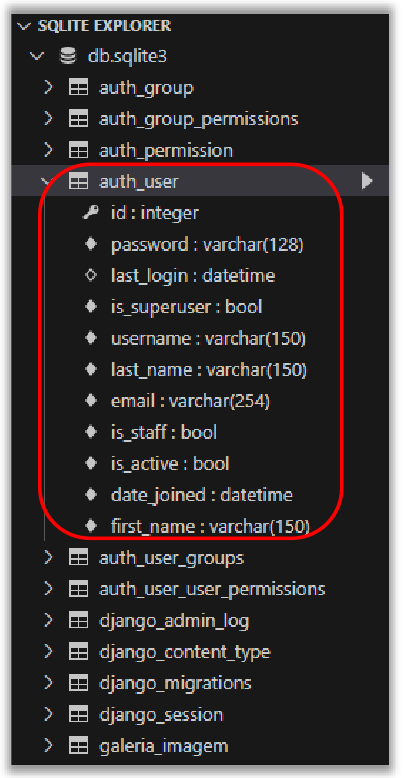 SQLITE EXPLORER
db.sqlite3
auth_group
auth_group_permissions
auth_permission
auth_user
id : integer
password : varchar(128)
last_login : datetime
is_superuser : bool
username : varchar(150)
last_name : varchar(150)
email : varchar(254)
is_staff : bool
is_active : bool
date_joined : datetime
first_name : varchar(150)
auth_user_groups
auth_user_user_permissions
django_admin_log
django_content_type
django_migrations
django_session
galeria_imagem